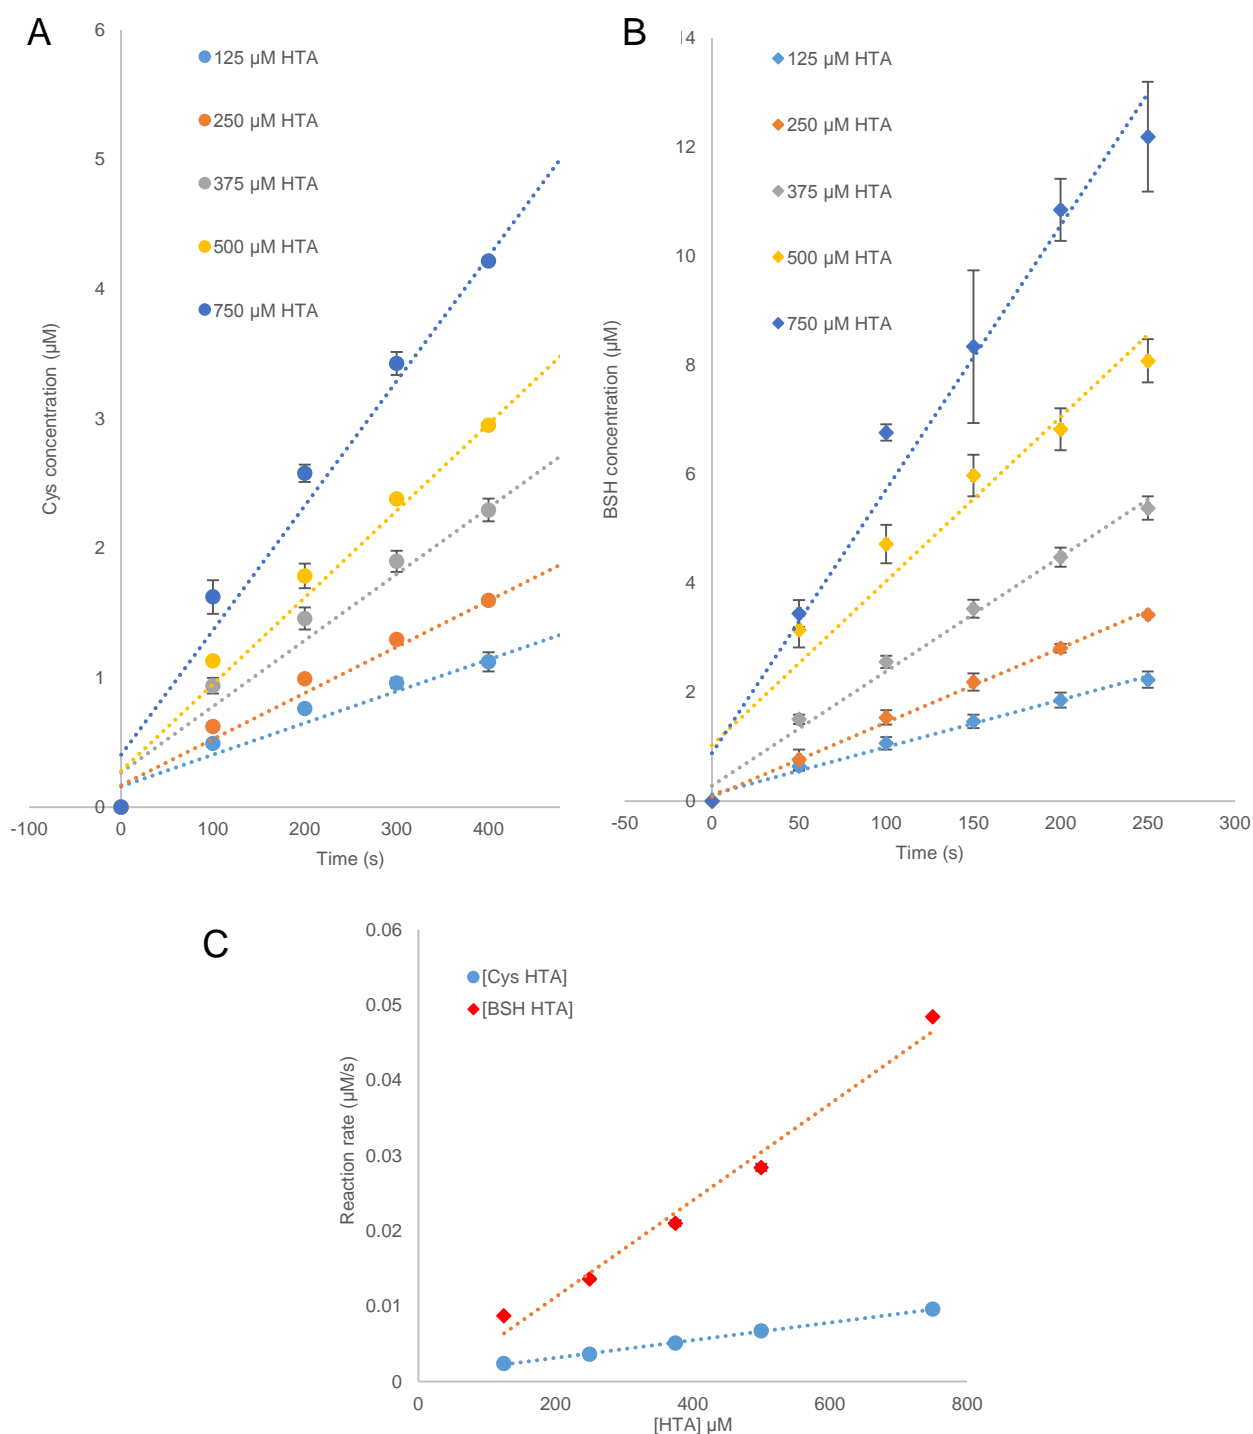 A
6
5
4
3
2
1
0
-100
0
100
200
300
400
Cys concentration (µM)
Time (s)
125 µM HTA
250 µM HTA
375 µM HTA
500 µM HTA
750 µM HTA
B
14
12
10
8
6
4
2
0
-50
0
50
100
150
200
250
300
BSH concentration (µM)
Time (s)
125 µM HTA
250 µM HTA
375 µM HTA
500 µM HTA
750 µM HTA
C
0.06
0.05
0.04
0.03
0.02
0.01
0
0
200
400
600
800
Reaction rate (µM/s)
[HTA] µM
[Cys HTA]
[BSH HTA]